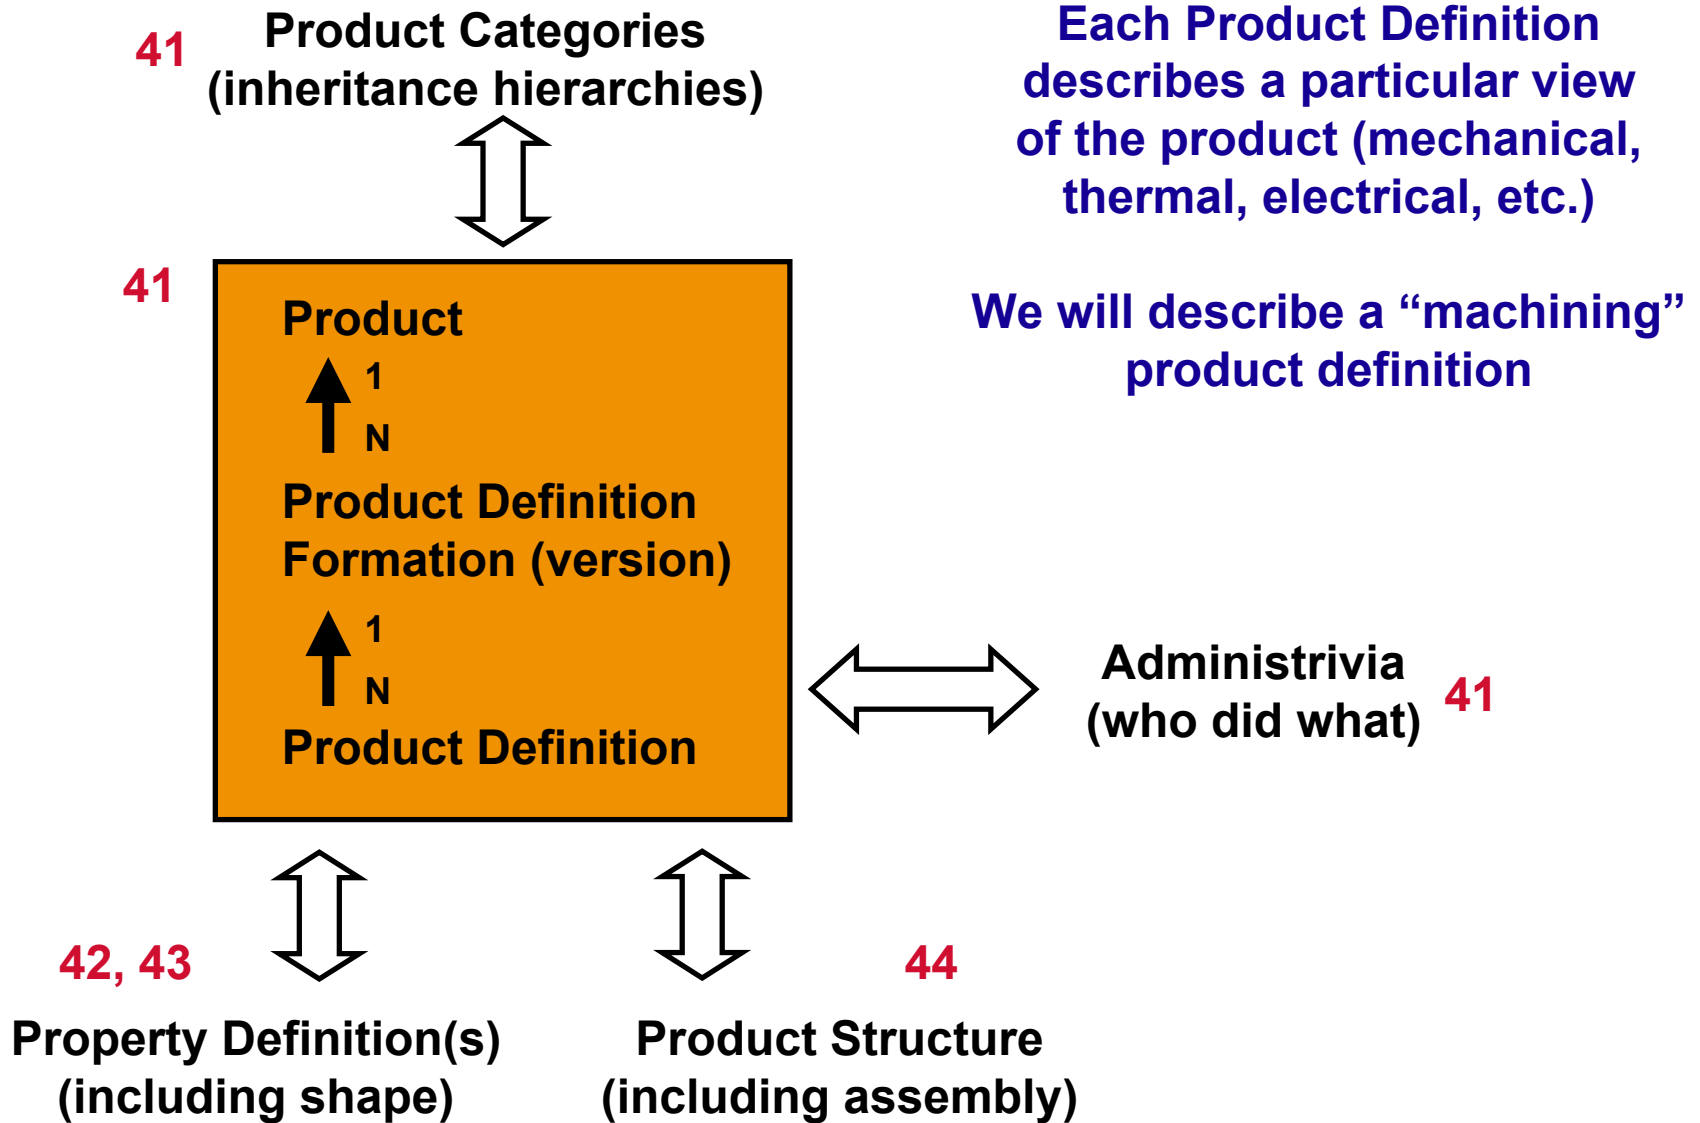 41
Product Categories
(inheritance hierarchies)
Each Product Definition
describes a particular view
of the product (mechanical,
thermal, electrical, etc.)
We will describe a “machining”
product definition
41
Product
1
N
Product Definition
Formation (version)
1
N
Product Definition
Administrivia
(who did what)
41
42, 43
Property Definition(s)
(including shape)
44
Product Structure
(including assembly)